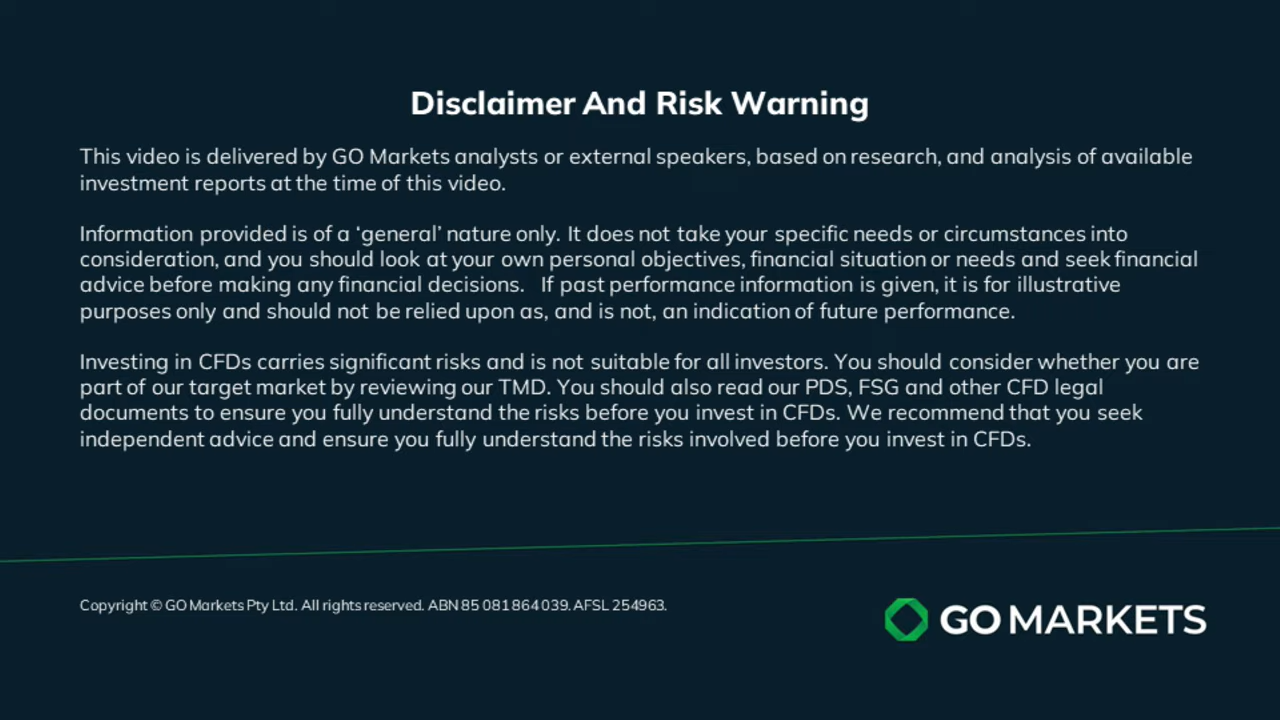 Disclaimer And Risk Warning
This video is delivered by GO Markets analysts or external speakers, based on research, and analysis of available
investment reports at the time of this video.
Information provided is of a ‘general’ nature only. It does not take your specific needs or circumstances into
consideration, and you should look at your own personal objectives, financial situation or needs and seek financial
advice before making any financial decisions. If past performance information is given, it is for illustrative
purposes only and should not be relied upon as, and is not, an indication of future performance.
Investing in CFDs carries significant risks and is not suitable for all investors. You should consider whether you are
part of our target market by reviewing our TMD. You should also read our PDS, FSG and other CFD legal
documents to ensure you fully understand the risks before you invest in CFDs. We recommend that you seek
independent advice and ensure you fully understand the risks involved before you invest in CFDs.
Copyright © GO Markets Pty Ltd. All rights reserved. ABN 85 081 864 039. AFSL 254963.
GO MARKETS